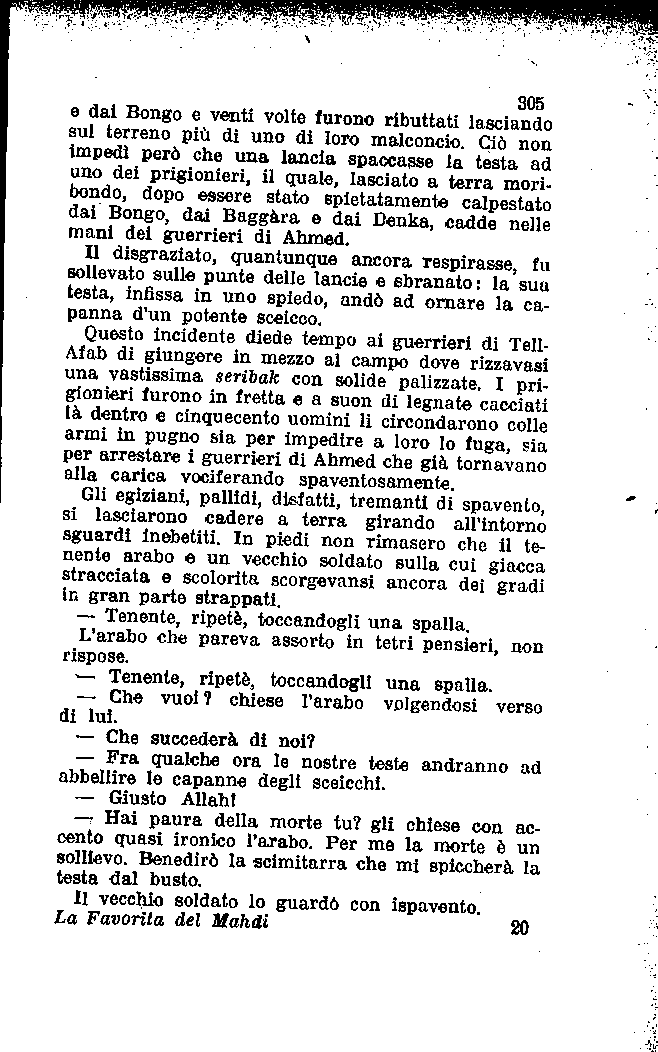 305
e dai Bongo e venti volte furono ributtati lasciando
sul terreno più di uno di loro malconcio. Ciò non
impedì però che una lancia spaccasse la testa ad
uno dei prigionieri, il quale, lasciato a terra mori-
bondo, dopo essere stato spietatamente calpestato
dai Bongo, dai Baggàra e dai Denka, cadde nelle
mani dei guerrieri di Ahmed.
Il disgraziato, quantunque ancora respirasse, fu
sollevato sulle punte delle lancie e sbranato: la sua
testa, infissa in uno spiedo, andò ad ornare la ca-
panna d'un potente sceicco.
Questo incidente diede tempo ai guerrieri di Tell-
Afab di giungere in mezzo al campo dove rizzavasi
una vastissima seribak con solide palizzate. I pri-
gionieri furono in fretta e a suon di legnate cacciati
là dentro e cinquecento uomini li circondarono colle
armi in pugno sia per impedire a loro lo fuga, sia
per arrestare i guerrieri di Ahmed che già tornavano
alla carica vociferando spaventosamente.
Gli egiziani, pallidi, disfatti, tremanti di spavento,
si lasciarono cadere a terra girando all'intorno
sguardi inebetiti. In piedi non rimasero che il te-
nente arabo e un vecchio soldato sulla cui giacca
stracciata e scolorita scorgevansi ancora dei gradi
in gran parte strappati.
— Tenente, ripetè, toccandogli una spalla.
L'arabo che pareva assorto in tetri pensieri, non
rispose.
— Tenente, ripetè, toccandogli una spalla.
— Che vuoi? chiese l'arabo volgendosi verso
di lui.
— Che succederà di noi?
— Fra qualche ora le nostre teste andranno ad
abbellire le capanne degli sceicchi.
— Giusto Allah!
— Hai paura della morte tu? gli chiese con ac-
cento quasi ironico l'arabo. Per me la morte è un
sollievo. Benedirò la scimitarra che mi spiccherà la
testa dal busto.
Il vecchio soldato lo guardò con ispavento.
La Favorita del Mahdi
20